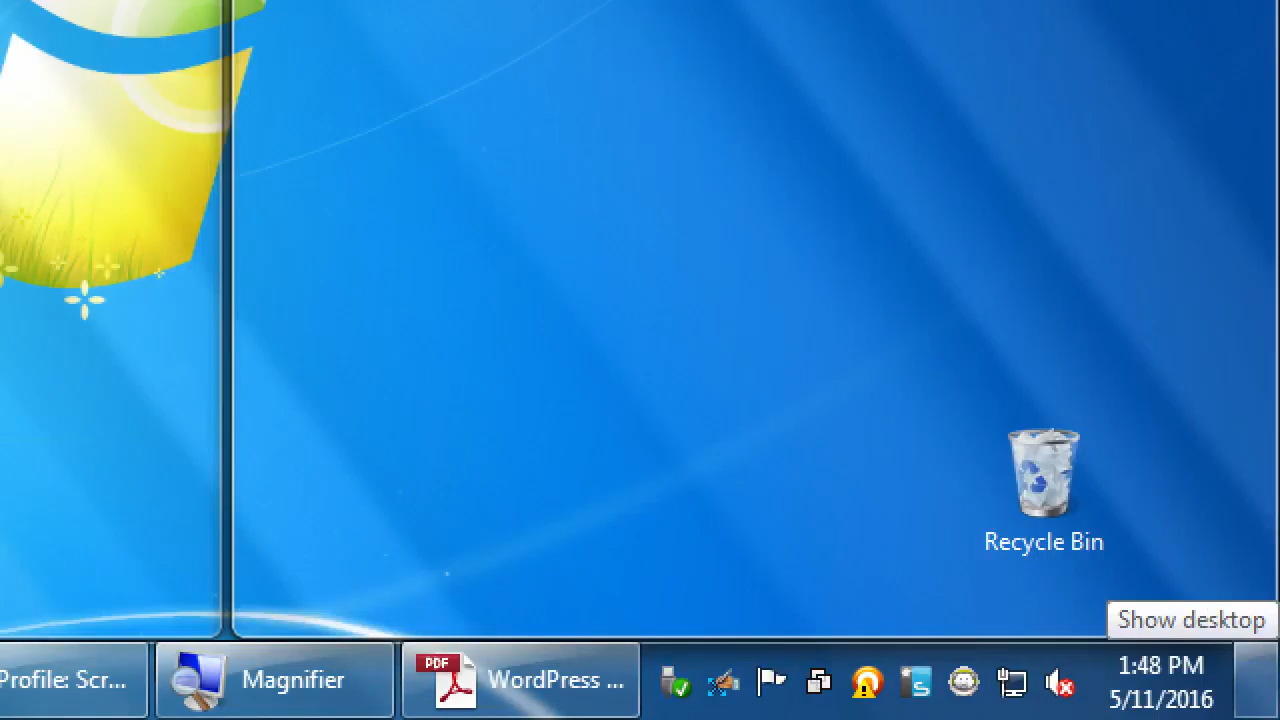 Recycle Bin
Show desktop
Profile: Scr...
Magnifier
PDF
WordPress ...
S
1:48 PM
5/11/2016